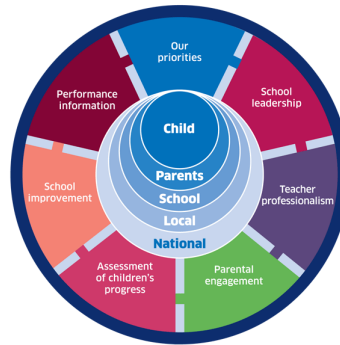 Our
priorities
School
leadership
Teacher
professionalism
Parental
engagement
Assessment
of children's
progress
School
improvement
Performance
information
Child
Parents
School
Local
National